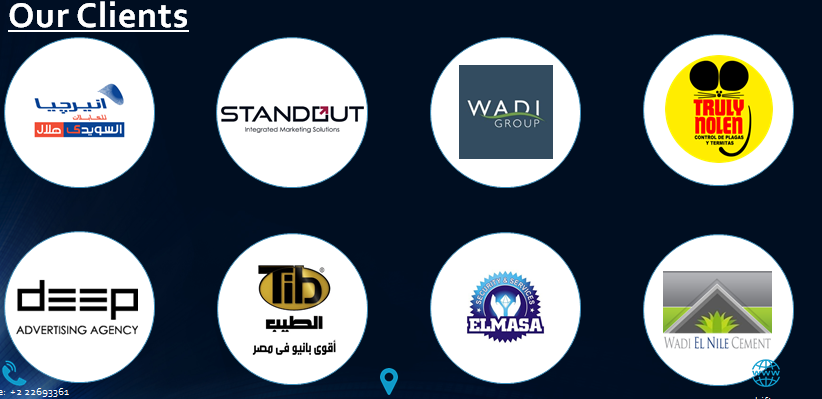 Our Clients
انيرجيا
للكابلات
السويدى هلال
STANDOUT
Integrated Marketing Solutions
WADI
GROUP
TRULY
NOLEN
CONTROL DE PLAGAS
Y TERMITAS
deep
ADVERTISING AGENCY
Tib®
الطيب
أقوى بانيو فى مصر
SECURITY & SERVICES
ELMASA
WADI EL NILE CEMENT
www
e: +2 22693361